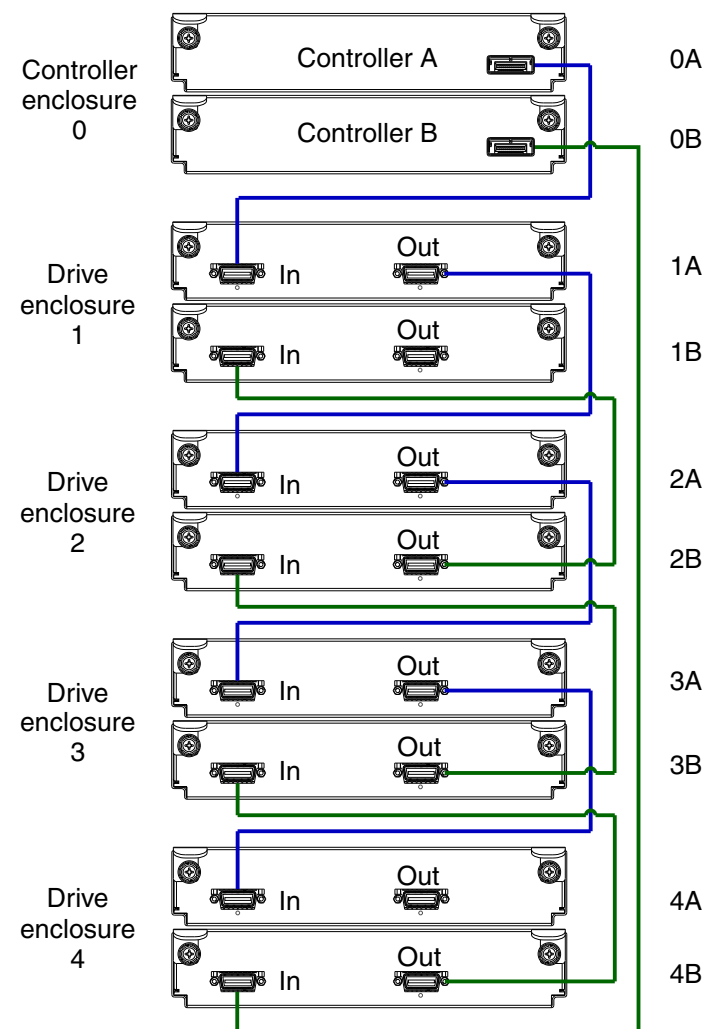 Controller
enclosure
0
Controller A
0A
Controller B
0B
Drive
enclosure
1
In
Out
1A
In
Out
1B
Drive
enclosure
2
In
Out
2A
In
Out
2B
Drive
enclosure
3
In
Out
3A
In
Out
3B
Drive
enclosure
4
In
Out
4A
In
Out
4B